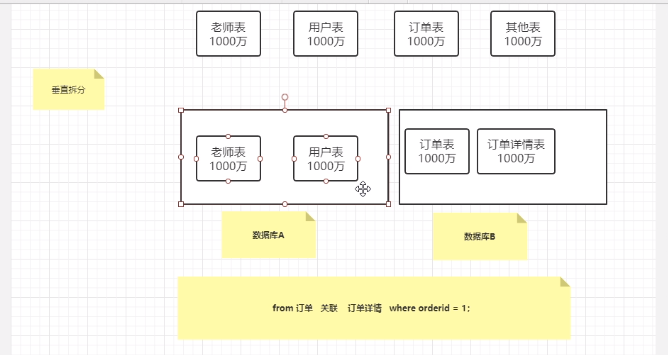 老师表
1000万
用户表
1000万
订单表
1000万
其他表
1000万
垂直拆分
老师表
1000万
用户表
1000万
订单表
1000万
订单详情表
1000万
数据库A
数据库B
from 订单 关联 订单详情 where orderid = 1;